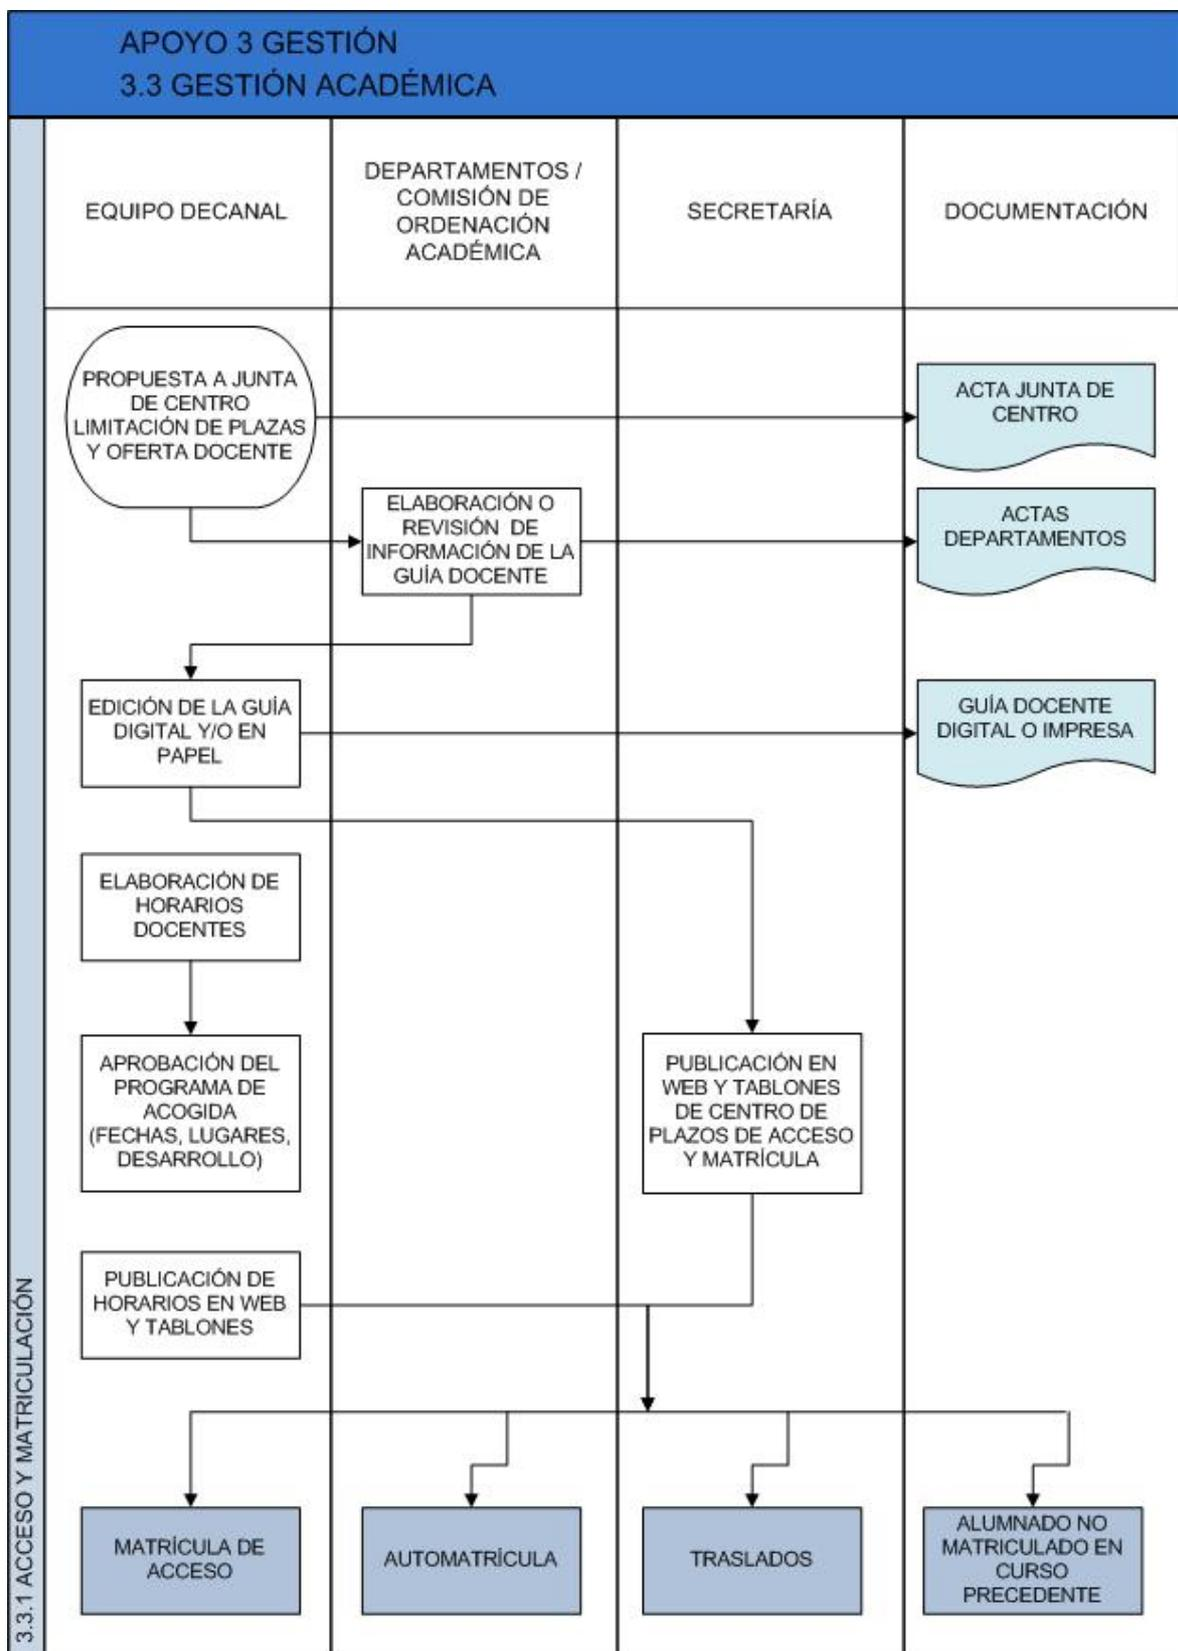 APOYO 3 GESTIÓN
3.3 GESTIÓN ACADÉMICA
EQUIPO DECANAL
DEPARTAMENTOS /
COMISIÓN DE
ORDENACIÓN
ACADÉMICA
SECRETARÍA
DOCUMENTACIÓN
PROPUESTA A JUNTA
DE CENTRO
LIMITACIÓN DE PLAZAS
Y OFERTA DOCENTE
ACTA JUNTA DE
CENTRO
ELABORACIÓN O
REVISIÓN DE
INFORMACIÓN DE LA
GUÍA DOCENTE
ACTAS
DEPARTAMENTOS
EDICIÓN DE LA GUÍA
DIGITAL Y/O EN
PAPEL
GUÍA DOCENTE
DIGITAL O IMPRESA
ELABORACIÓN DE
HORARIOS
DOCENTES
APROBACIÓN DEL
PROGRAMA DE
ACOGIDA
(FECHAS, LUGARES,
DESARROLLO)
PUBLICACIÓN EN
WEB Y TABLONES
DE CENTRO DE
PLAZOS DE ACCESO
Y MATRÍCULA
PUBLICACIÓN DE
HORARIOS EN WEB
Y TABLONES
MATRÍCULA DE
ACCESO
AUTOMATRÍCULA
TRASLADOS
ALUMNADO NO
MATRICULADO EN
CURSO
PRECEDENTE
3.3.1 ACCESO Y MATRICULACIÓN